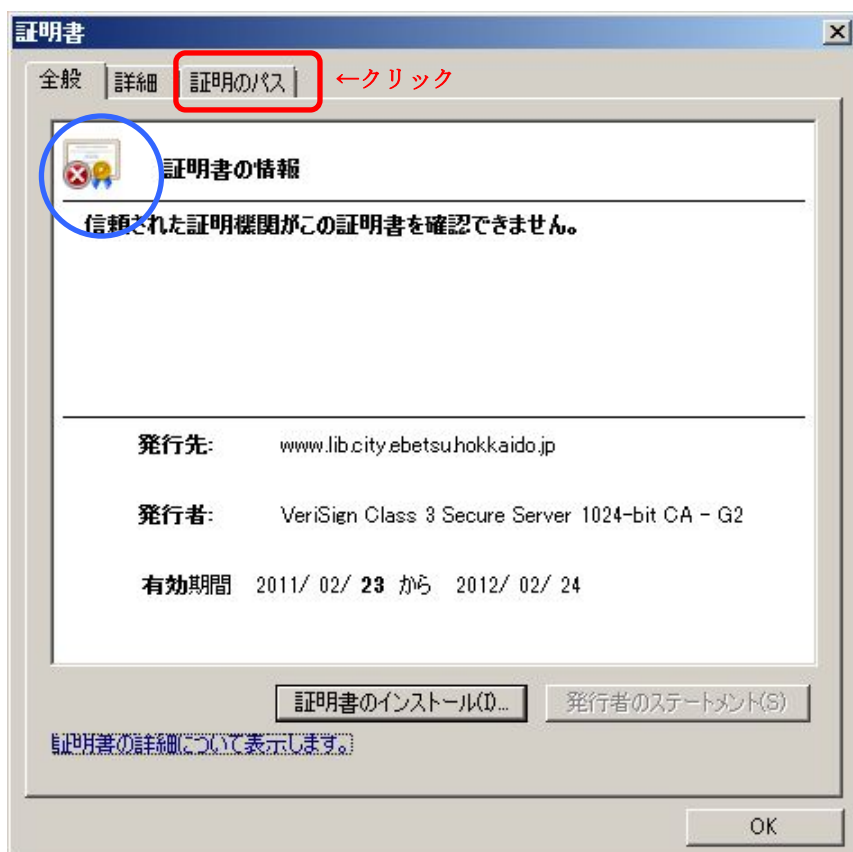 証明書
全般 詳細 証明のパス ←クリック
証明書の情報
信頼された証明機関がこの証明書を確認できません。
発行先: www.lib.city.ebetsu.hokkaido.jp
発行者: VeriSign Class 3 Secure Server 1024-bit CA - G2
有効期間 2011/ 02/ 23 から 2012/ 02/ 24
証明書のインストール(I)... 発行者のステートメント(S)
証明書の詳細について表示します。
OK